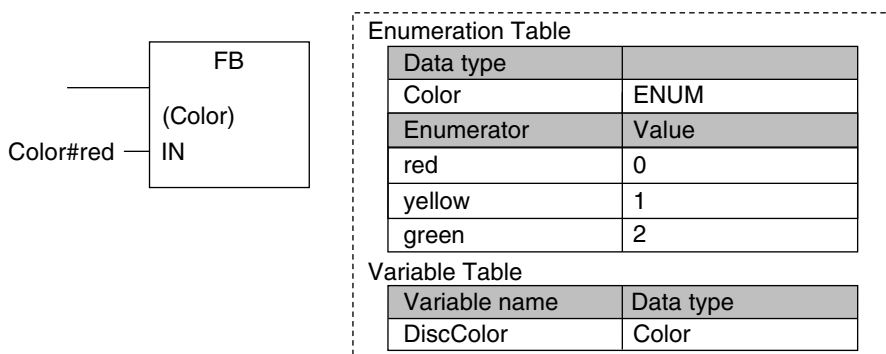 FB
(Color)
Color#red IN
Enumeration Table
Data type
Color ENUM
Enumerator Value
red 0
yellow 1
green 2
Variable Table
Variable name Data type
DiscColor Color